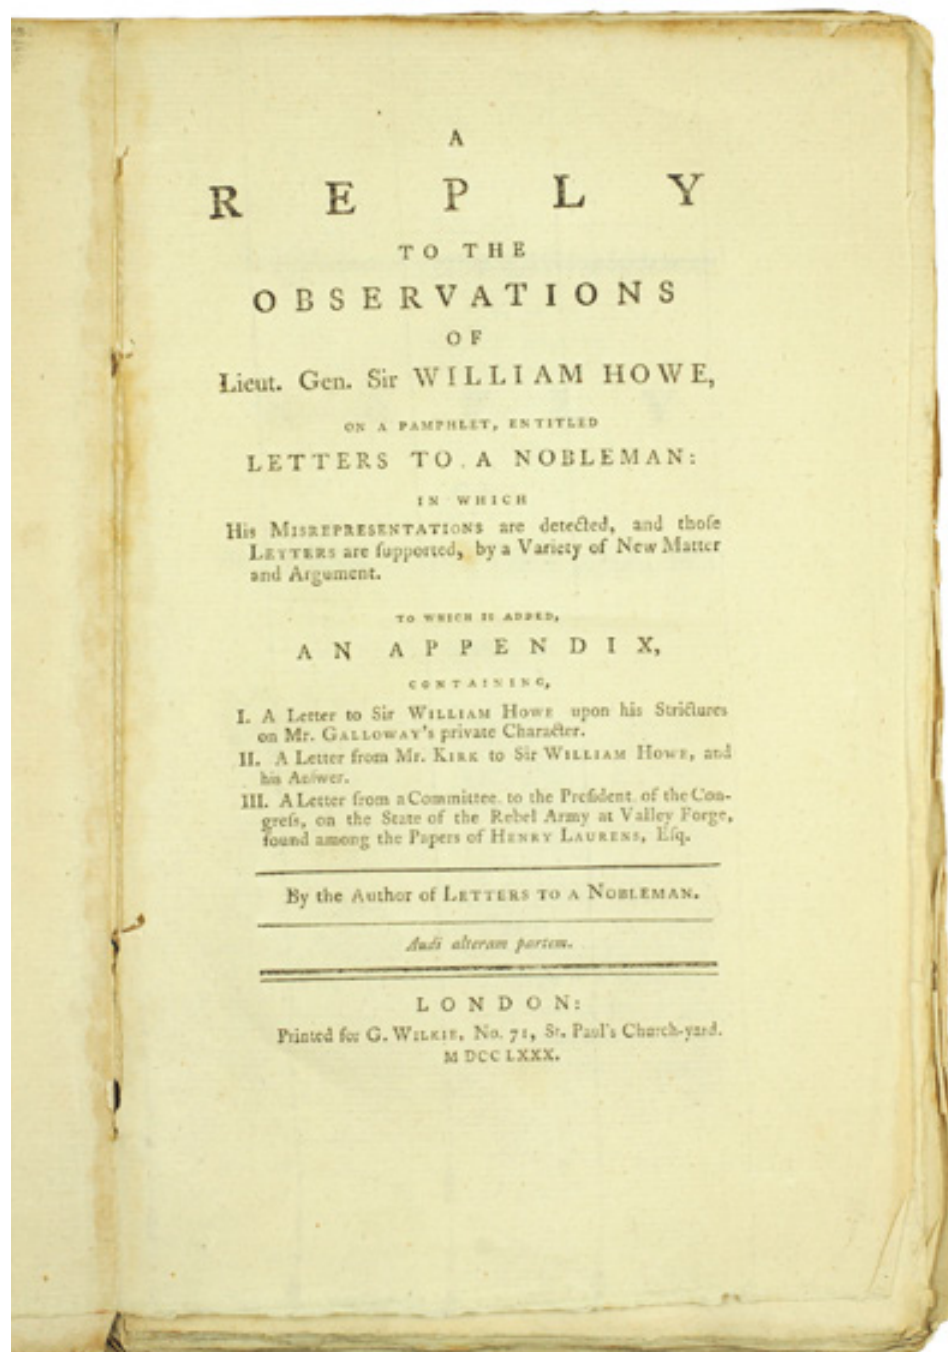 A
REPLY
TO THE
OBSERVATIONS
OF
Lieut. Gen. Sir WILLIAM HOWE,
ON A PAMPHLET, ENTITLED
LETTERS TO A NOBLEMAN:
IN WHICH
His MISREPRESENTATIONS are detected, and thoſe
LETTERS are ſupported, by a Variety of New Matter
and Argument.
TO WHICH IS ADDED,
AN APPENDIX,
CONTAINING,
I. A Letter to Sir WILLIAM HOWE upon his Strictures
on Mr. GALLOWAY's private Character.
II. A Letter from Mr. KIRK to Sir WILLIAM HOWE, and
his Anſwer.
III. A Letter from a Committee to the Preſident of the Con-
greſs, on the State of the Rebel Army at Valley Forge,
found among the Papers of HENRY LAURENS, Eſq.
By the Author of LETTERS TO A NOBLEMAN.
Audi alteram partem.
LONDON:
Printed for G. WILKIE, No. 71, St. Paul's Church-yard.
M DCC LXXX.